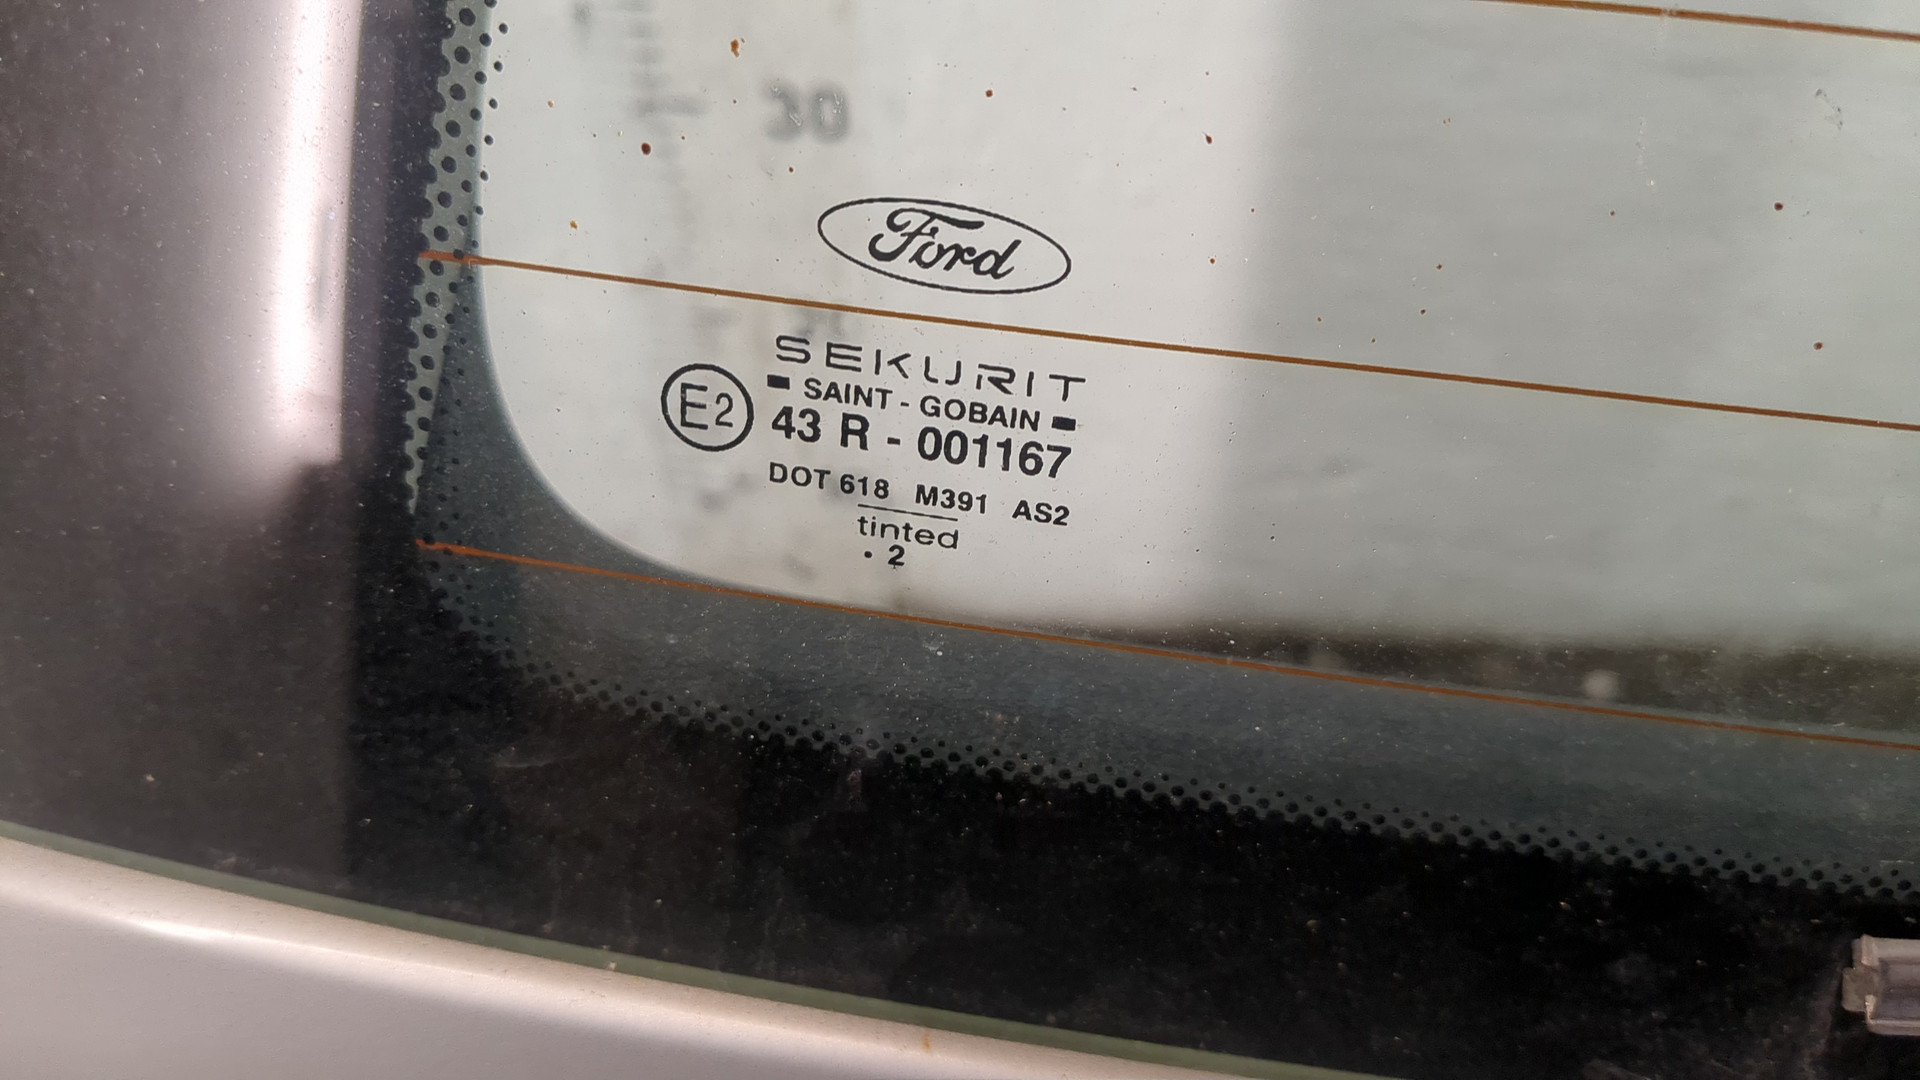 30
Ford
SEKURIT
SAINT - GOBAIN
E2
43 R - 001167
DOT 618 M391 AS2
tinted
. 2